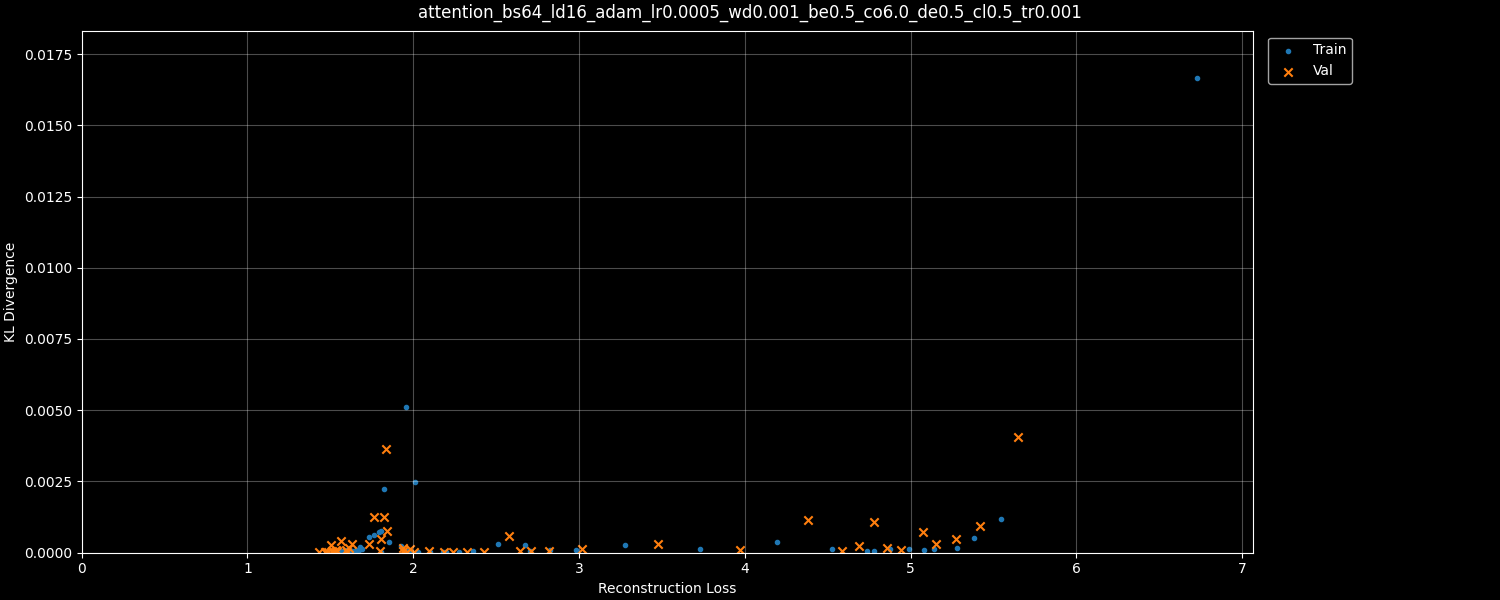 attention_bs64_ld16_adam_lr0.0005_wd0.001_be0.5_co6.0_de0.5_cl0.5_tr0.001
Train
Val
0.0175
0.0150
0.0125
0.0100
0.0075
0.0050
0.0025
0.0000
KL Divergence
0 1 2 3 4 5 6 7
Reconstruction Loss